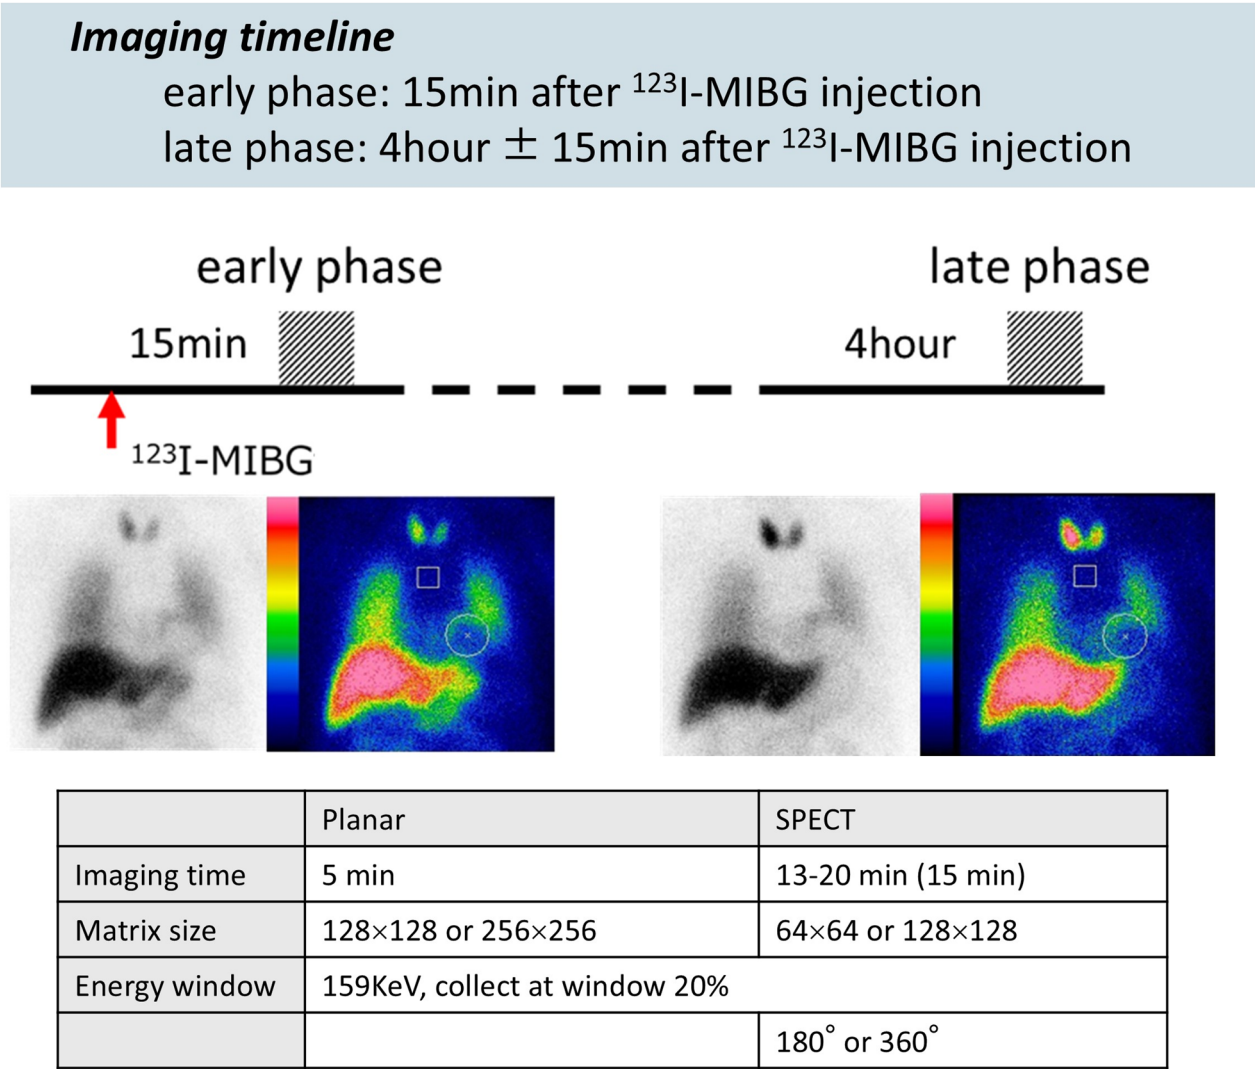 Imaging timeline
early phase: 15min after ¹²³I-MIBG injection
late phase: 4hour ± 15min after ¹²³I-MIBG injection
early phase
late phase
15min
4hour
¹²³I-MIBG
Planar
SPECT
Imaging time
5 min
13-20 min (15 min)
Matrix size
128×128 or 256×256
64×64 or 128×128
Energy window
159KeV, collect at window 20%
180° or 360°